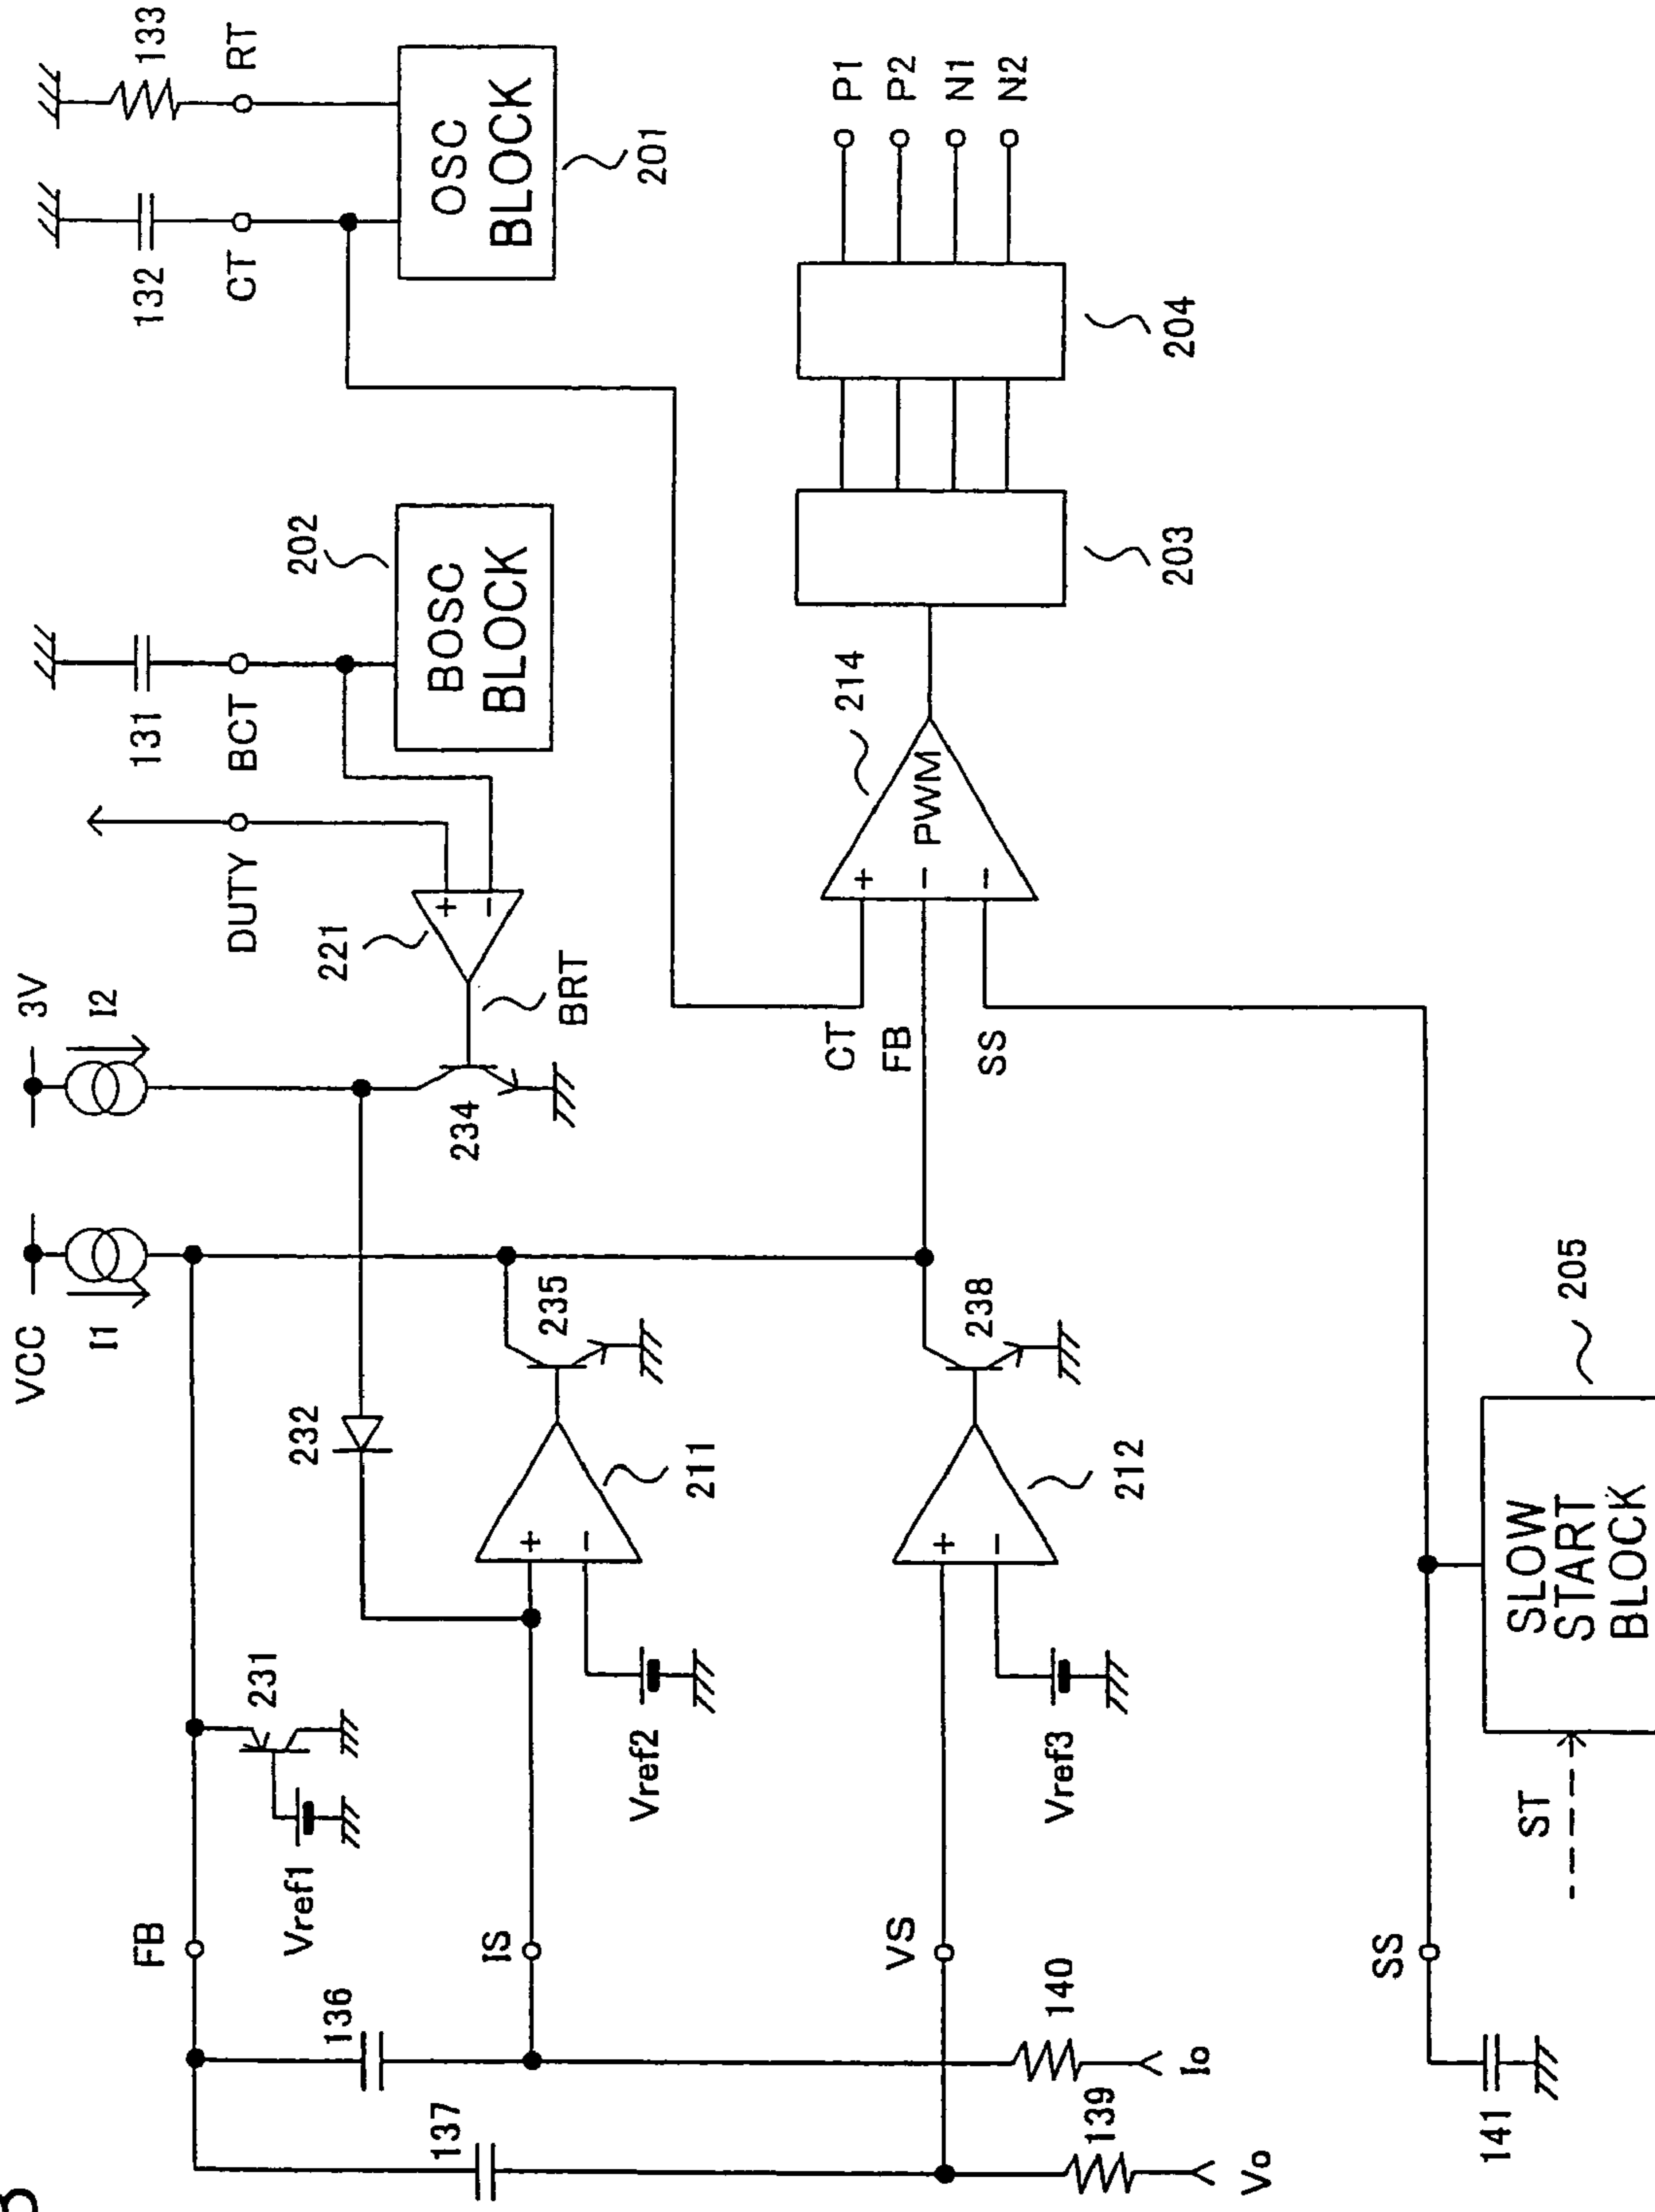 VCC
3V
I1
I2
131
132
133
FB
DUTY
BCT
CT
RT
231
Vref1
232
221
202
136
137
OSC
BLOCK
201
BOSC
BLOCK
234
BRT
IS
235
211
Vref2
CT
FB
SS
214
PWM
+
−
−
P1
P2
N1
N2
203
204
VS
238
212
Vref3
+
−
+
−
+
−
139
140
Vo
Io
SS
141
ST
SLOW
START
BLOCK
205